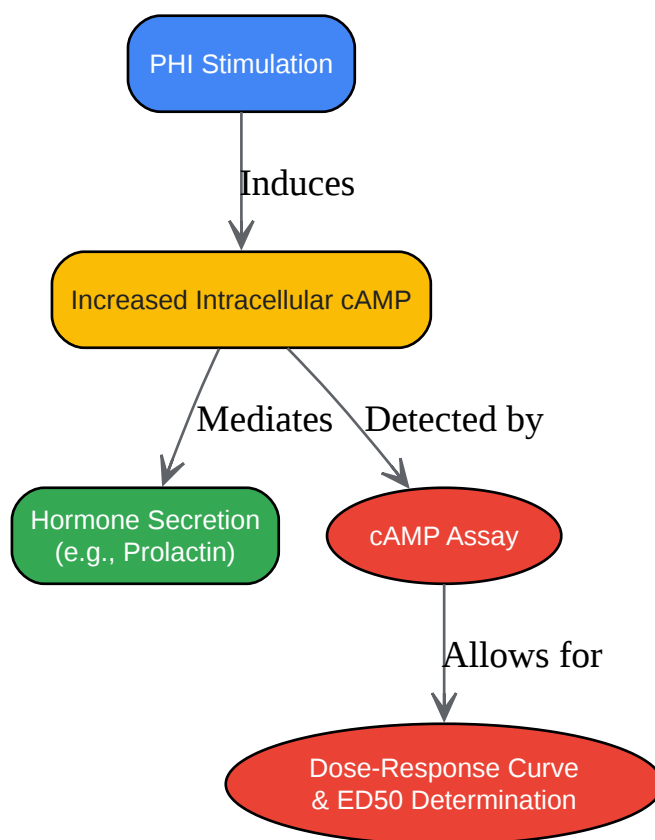 PHI Stimulation
Induces
Increased Intracellular cAMP
Mediates
Detected by
Hormone Secretion
(e.g., Prolactin)
cAMP Assay
Allows for
Dose-Response Curve
& ED50 Determination